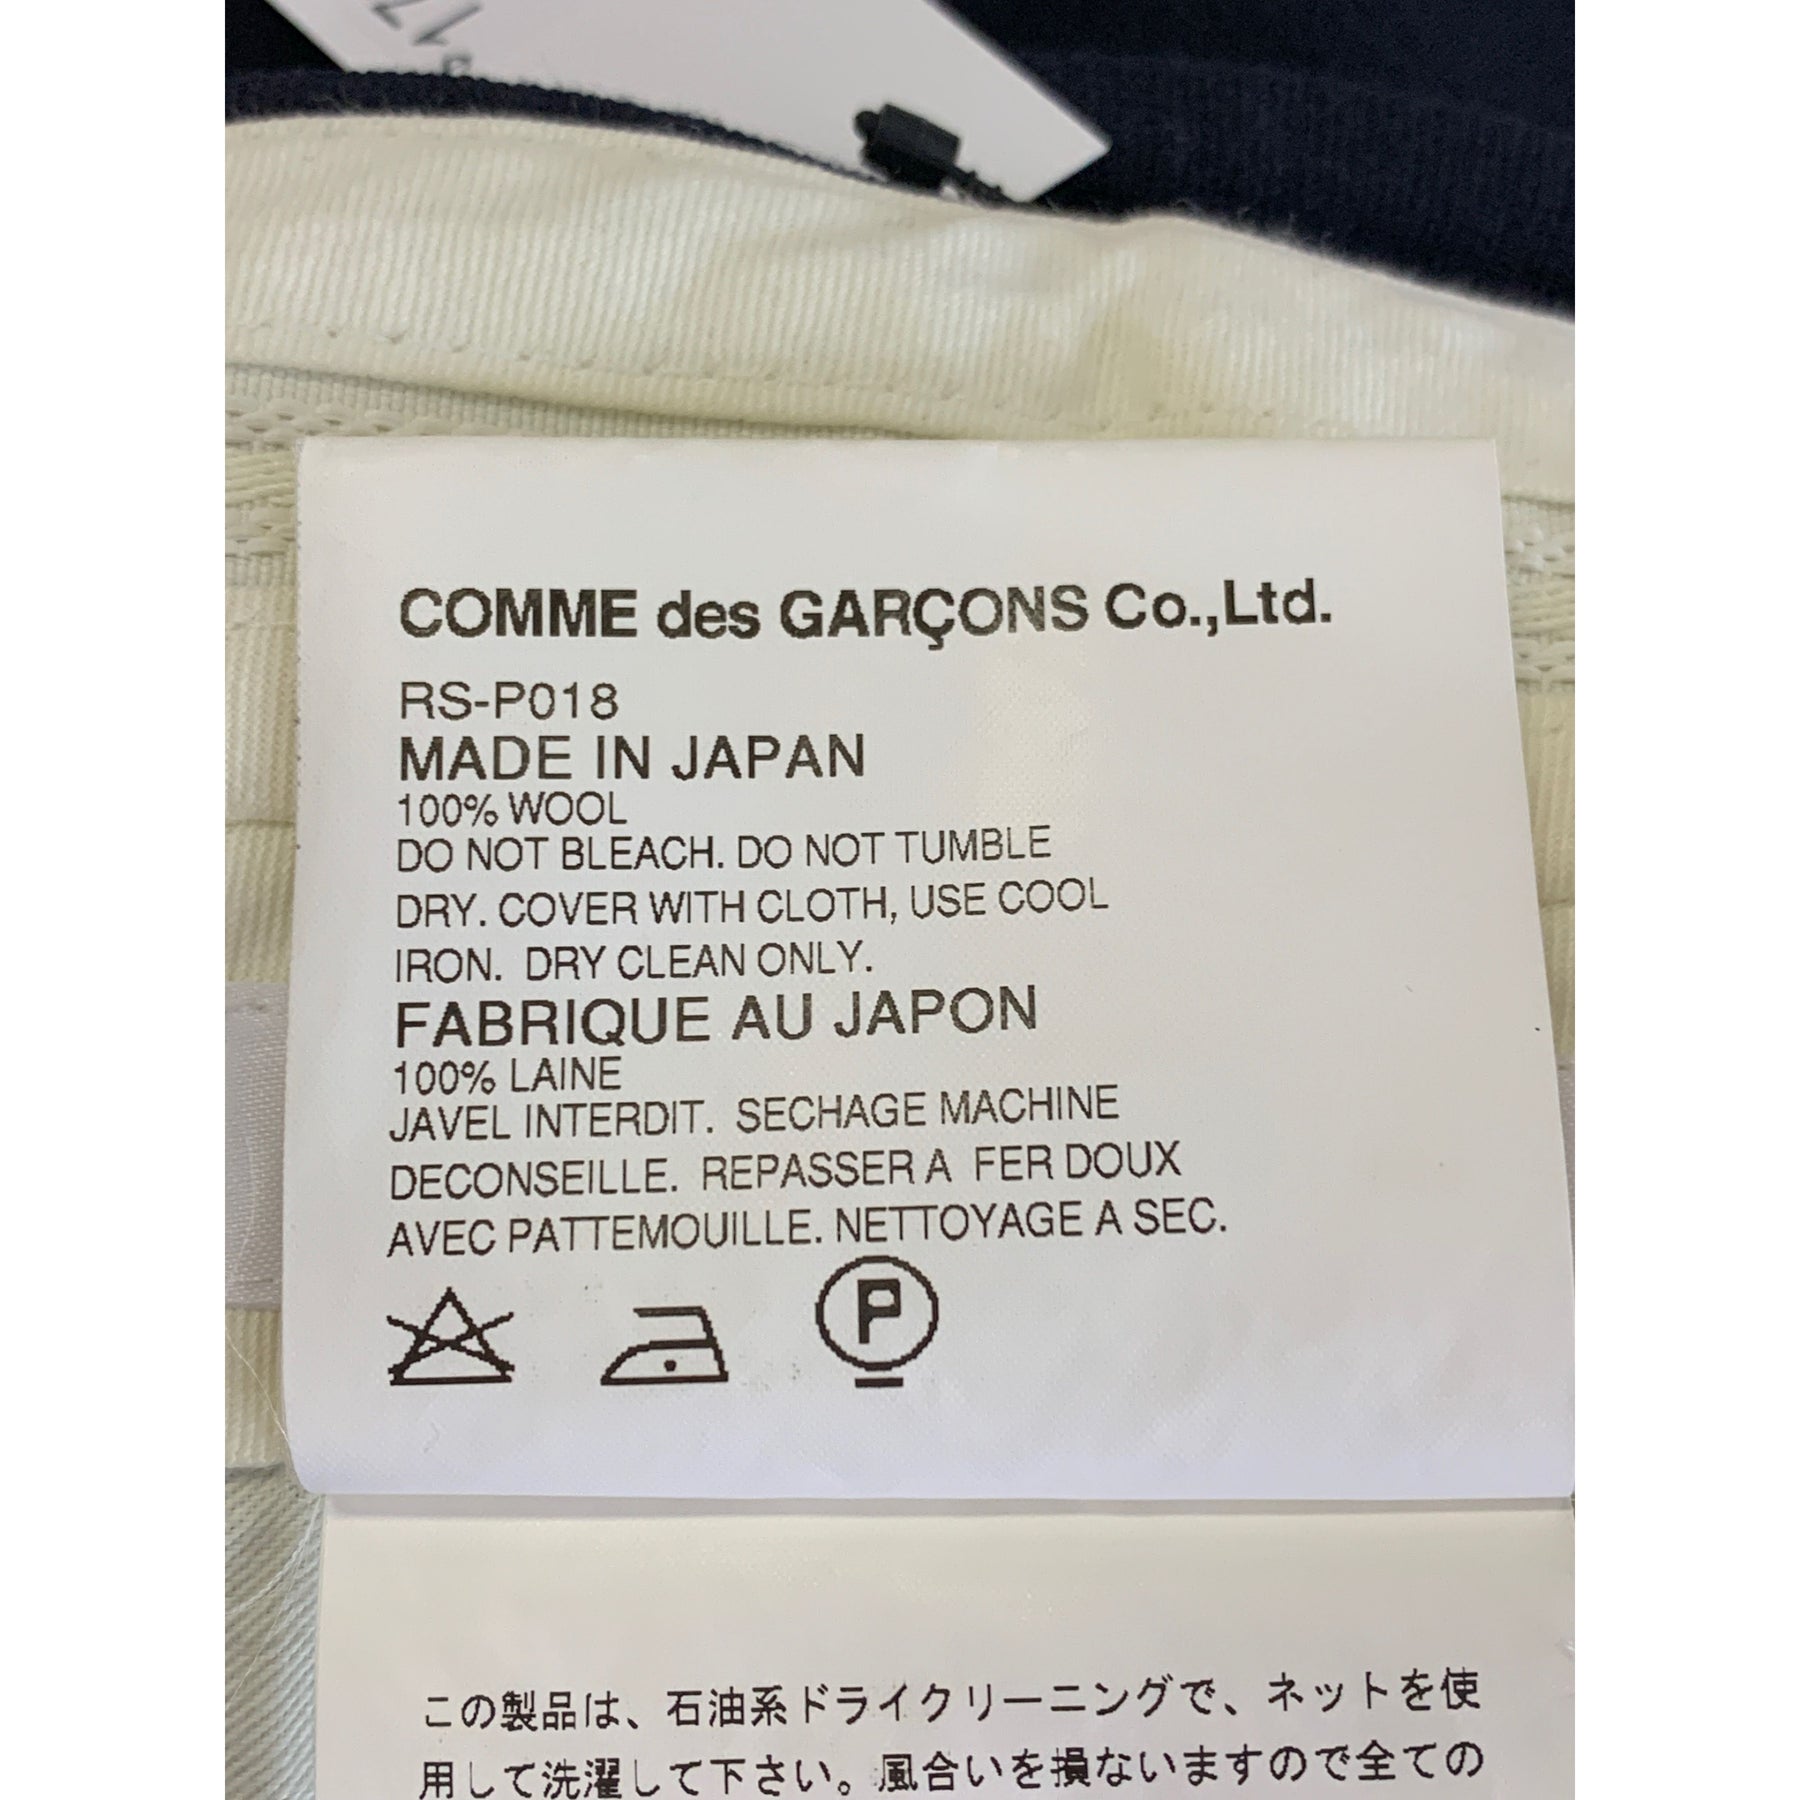 COMME des GARÇONS Co.,Ltd.
RS-P018
MADE IN JAPAN
100% WOOL
DO NOT BLEACH. DO NOT TUMBLE
DRY. COVER WITH CLOTH, USE COOL
IRON. DRY CLEAN ONLY.
FABRIQUE AU JAPON
100% LAINE
JAVEL INTERDIT. SECHAGE MACHINE
DECONSEILLE. REPASSER A FER DOUX
AVEC PATTEMOUILLE. NETTOYAGE A SEC.
P
この製品は、石油系ドライクリーニングで、ネットを使
用して洗濯して下さい。風合いを損ないますので全ての